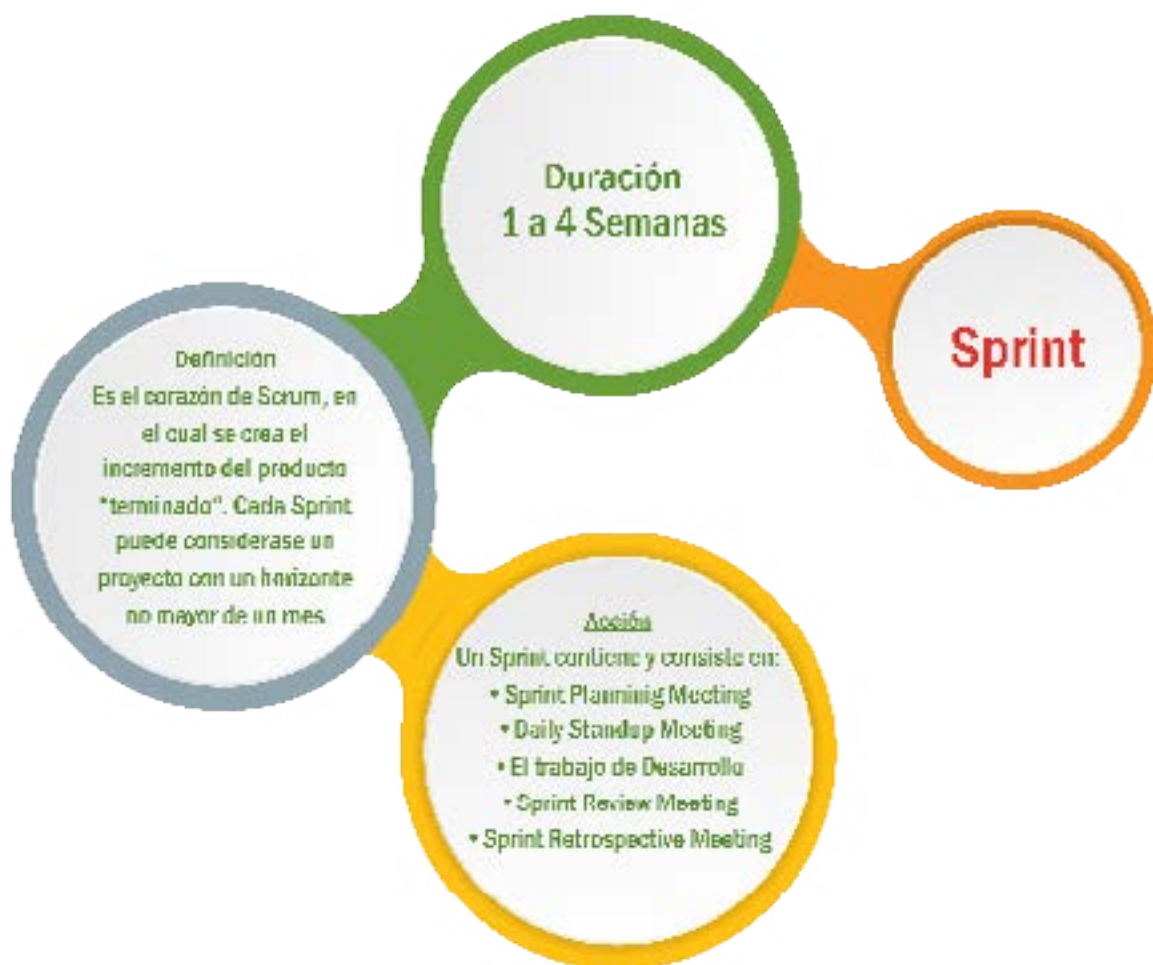 Duración
1 a 4 Semanas
Sprint
Definición
Es el corazón de Scrum, en
el cual se crea el
incremento del producto
"terminado". Cada Sprint
puede considerase un
proyecto con un horizonte
no mayor de un mes
Acción
Un Sprint contiene y consiste en:
• Sprint Planninig Meeting
• Daily Standup Meeting
• El trabajo de Desarrollo
• Sprint Review Meeting
• Sprint Retrospective Meeting